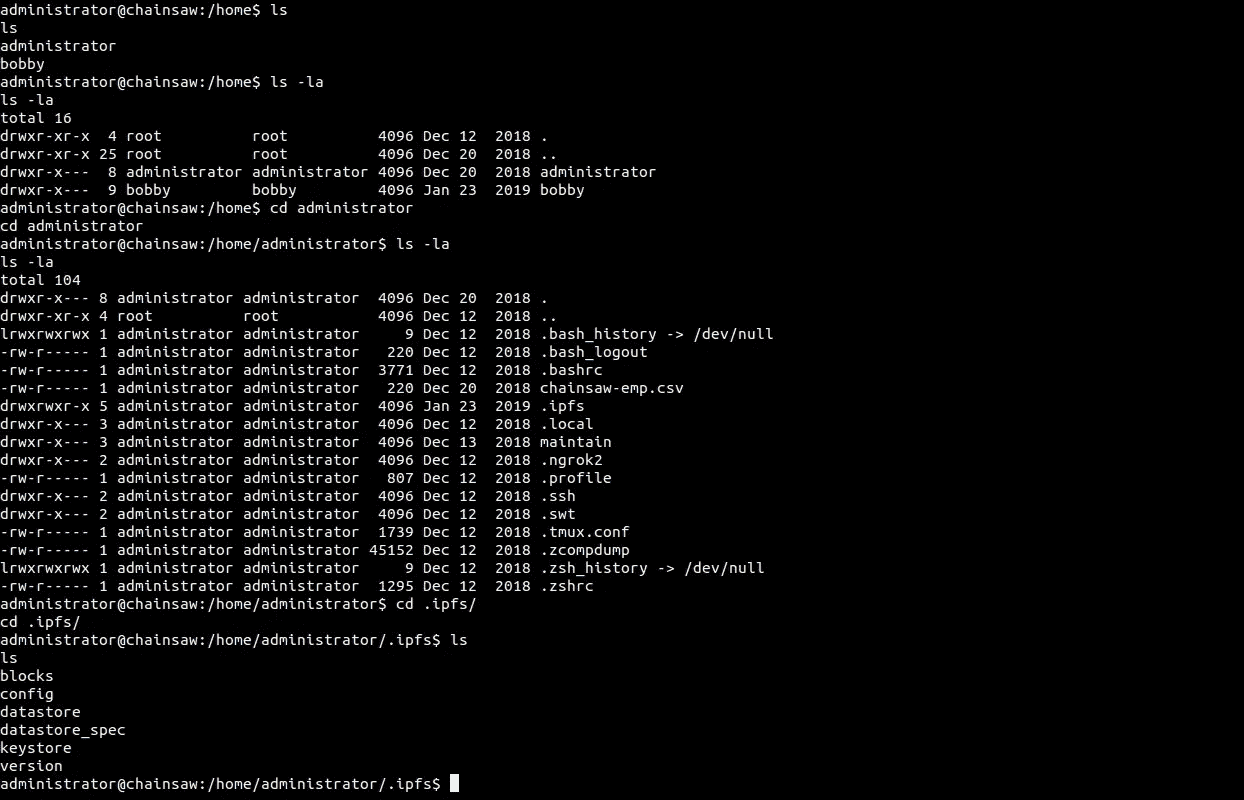 administrator@chainsaw:/home$ ls
ls
administrator
bobby
administrator@chainsaw:/home$ ls -la
ls -la
total 16
drwxr-xr-x  4 root          root          4096 Dec 12  2018 .
drwxr-xr-x 25 root          root          4096 Dec 20  2018 ..
drwxr-x---  8 administrator administrator 4096 Dec 20  2018 administrator
drwxr-x---  9 bobby         bobby         4096 Jan 23  2019 bobby
administrator@chainsaw:/home$ cd administrator
cd administrator
administrator@chainsaw:/home/administrator$ ls -la
ls -la
total 104
drwxr-x--- 8 administrator administrator  4096 Dec 20  2018 .
drwxr-xr-x 4 root          root           4096 Dec 12  2018 ..
lrwxrwxrwx 1 administrator administrator     9 Dec 12  2018 .bash_history -> /dev/null
-rw-r----- 1 administrator administrator   220 Dec 12  2018 .bash_logout
-rw-r----- 1 administrator administrator  3771 Dec 12  2018 .bashrc
-rw-r----- 1 administrator administrator   220 Dec 20  2018 chainsaw-emp.csv
drwxrwxr-x 5 administrator administrator  4096 Jan 23  2019 .ipfs
drwxr-x--- 3 administrator administrator  4096 Dec 12  2018 .local
drwxr-x--- 3 administrator administrator  4096 Dec 13  2018 maintain
drwxr-x--- 2 administrator administrator  4096 Dec 12  2018 .ngrok2
-rw-r----- 1 administrator administrator   807 Dec 12  2018 .profile
drwxr-x--- 2 administrator administrator  4096 Dec 12  2018 .ssh
drwxr-x--- 2 administrator administrator  4096 Dec 12  2018 .swt
-rw-r----- 1 administrator administrator  1739 Dec 12  2018 .tmux.conf
-rw-r----- 1 administrator administrator 45152 Dec 12  2018 .zcompdump
lrwxrwxrwx 1 administrator administrator     9 Dec 12  2018 .zsh_history -> /dev/null
-rw-r----- 1 administrator administrator  1295 Dec 12  2018 .zshrc
administrator@chainsaw:/home/administrator$ cd .ipfs/
cd .ipfs/
administrator@chainsaw:/home/administrator/.ipfs$ ls
ls
blocks
config
datastore
datastore_spec
keystore
version
administrator@chainsaw:/home/administrator/.ipfs$